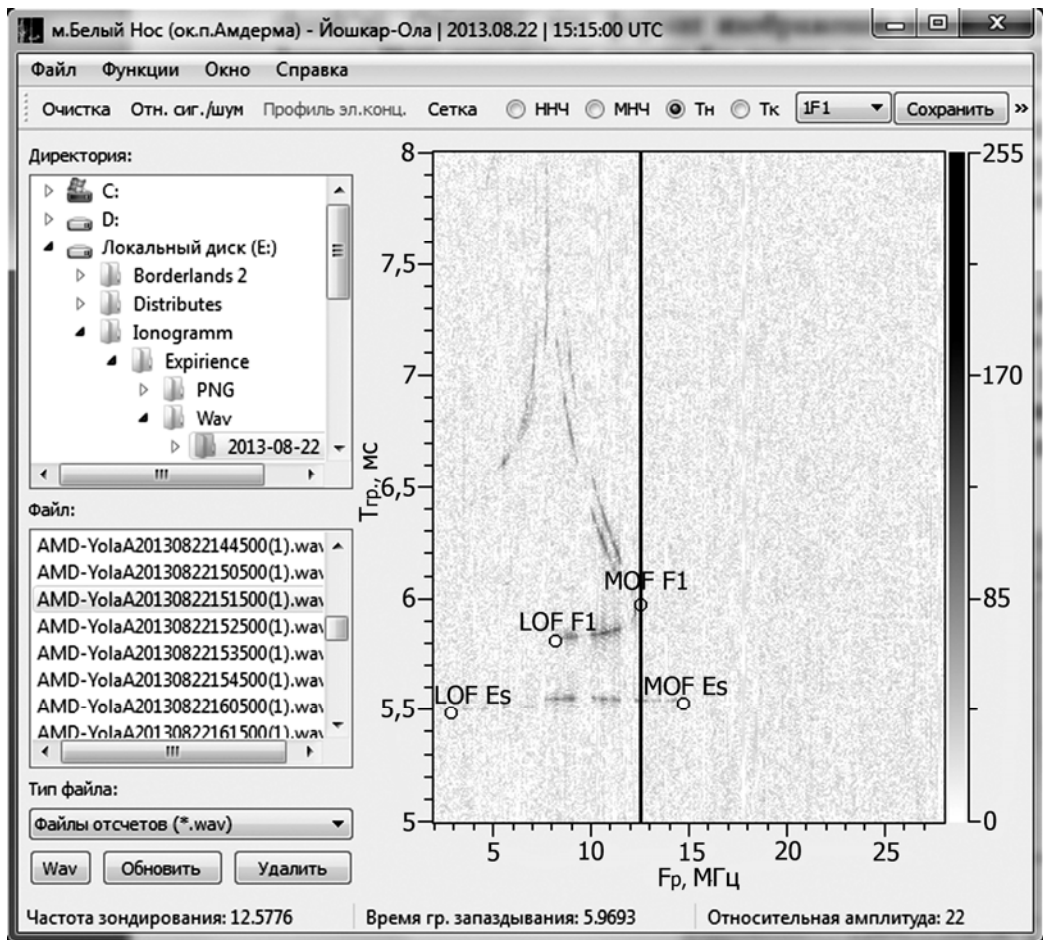 м.Белый Нос (ок.п.Амдерма) - Йошкар-Ола | 2013.08.22 | 15:15:00 UTC
Файл Функции Окно Справка
Очистка Отн. сиг./шум Профиль эл.конц. Сетка ННЧ МНЧ Тн Тк 1F1 Сохранить »
Директория:
C:
D:
Локальный диск (E:)
Borderlands 2
Distributes
Ionogramm
Expirience
PNG
Wav
2013-08-22
Файл:
AMD-YolaA20130822144500(1).wav
AMD-YolaA20130822150500(1).wav
AMD-YolaA20130822151500(1).wav
AMD-YolaA20130822152500(1).wav
AMD-YolaA20130822153500(1).wav
AMD-YolaA20130822154500(1).wav
AMD-YolaA20130822160500(1).wav
AMD-YolaA20130822161500(1).wav
Тип файла:
Файлы отсчетов (*.wav)
Wav Обновить Удалить
8
7,5
7
6,5
6
5,5
5
Tгр., МС
MOF F1
LOF F1
LOF Es
MOF Es
5 10 15 20 25
Fр, МГц
255
170
85
0
Частота зондирования: 12.5776 Время гр. запаздывания: 5.9693 Относительная амплитуда: 22